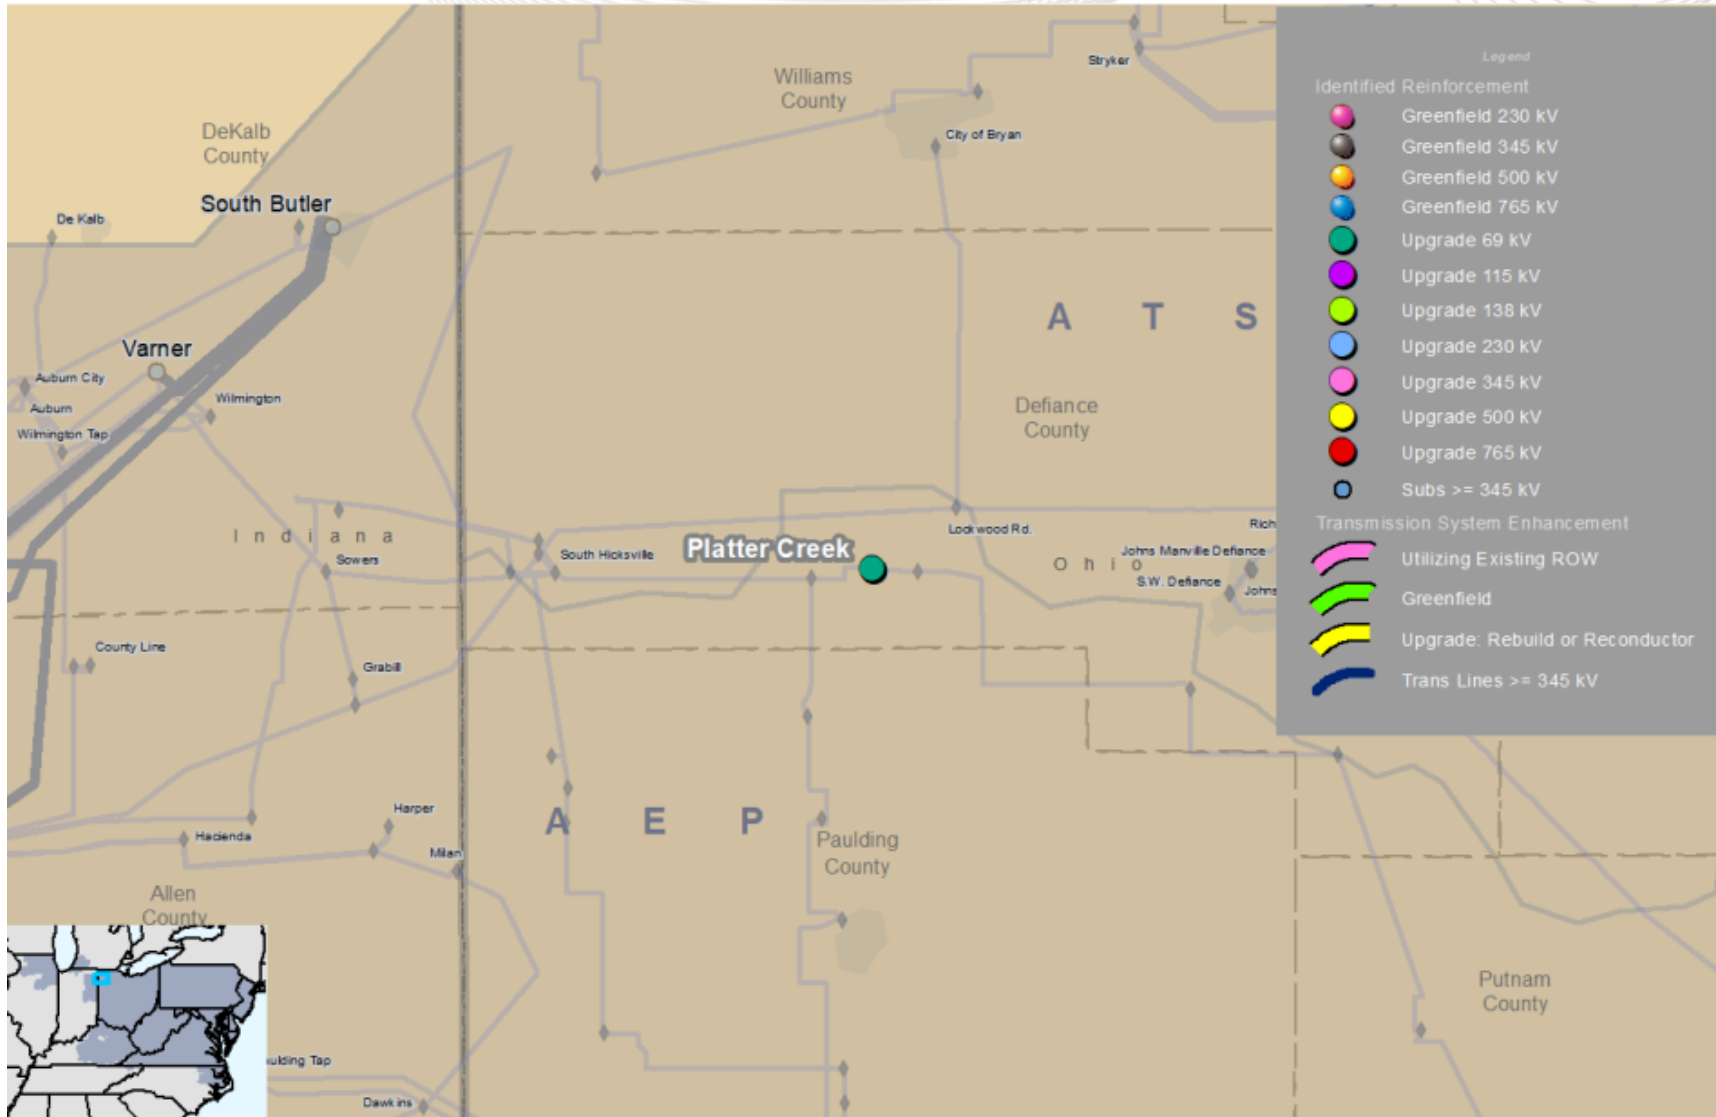 Williams
County
Stryker
City of Bryan
DeKalb
County
South Butler
De Kalb
Varner
Auburn City
Auburn
Wilmington
Wilmington Tap
A T S
Defiance
County
Indiana
Sowers
South Hicksville
Platter Creek
Lockwood Rd.
Ohio
Rich
Johns Manville Defiance
S.W. Defiance
Johns
County Line
Grabill
Harper
Hacienda
Milan
A E P
Paulding
County
Allen
County
Putnam
County
aulding Tap
Dawkins
Legend
Identified Reinforcement
Greenfield 230 kV
Greenfield 345 kV
Greenfield 500 kV
Greenfield 765 kV
Upgrade 69 kV
Upgrade 115 kV
Upgrade 138 kV
Upgrade 230 kV
Upgrade 345 kV
Upgrade 500 kV
Upgrade 765 kV
Subs >= 345 kV
Transmission System Enhancement
Utilizing Existing ROW
Greenfield
Upgrade: Rebuild or Reconductor
Trans Lines >= 345 kV